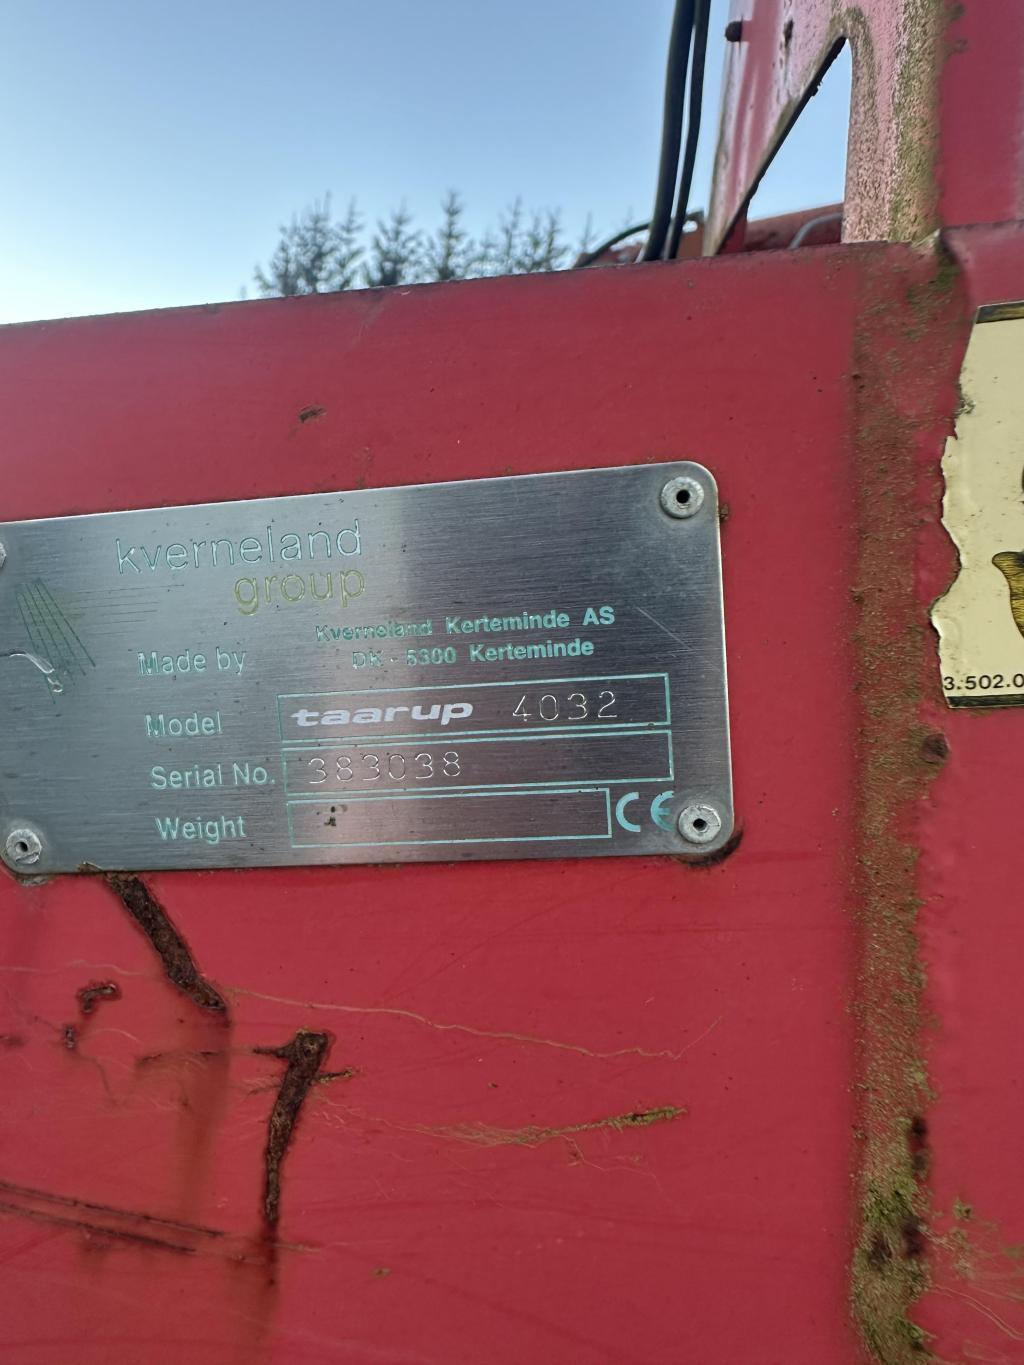 kverneland
group
Made by Kverneland Kerteminde AS
DK - 5300 Kerteminde
Model taarup 4032
Serial No. 383038
Weight
CE
3.502.0